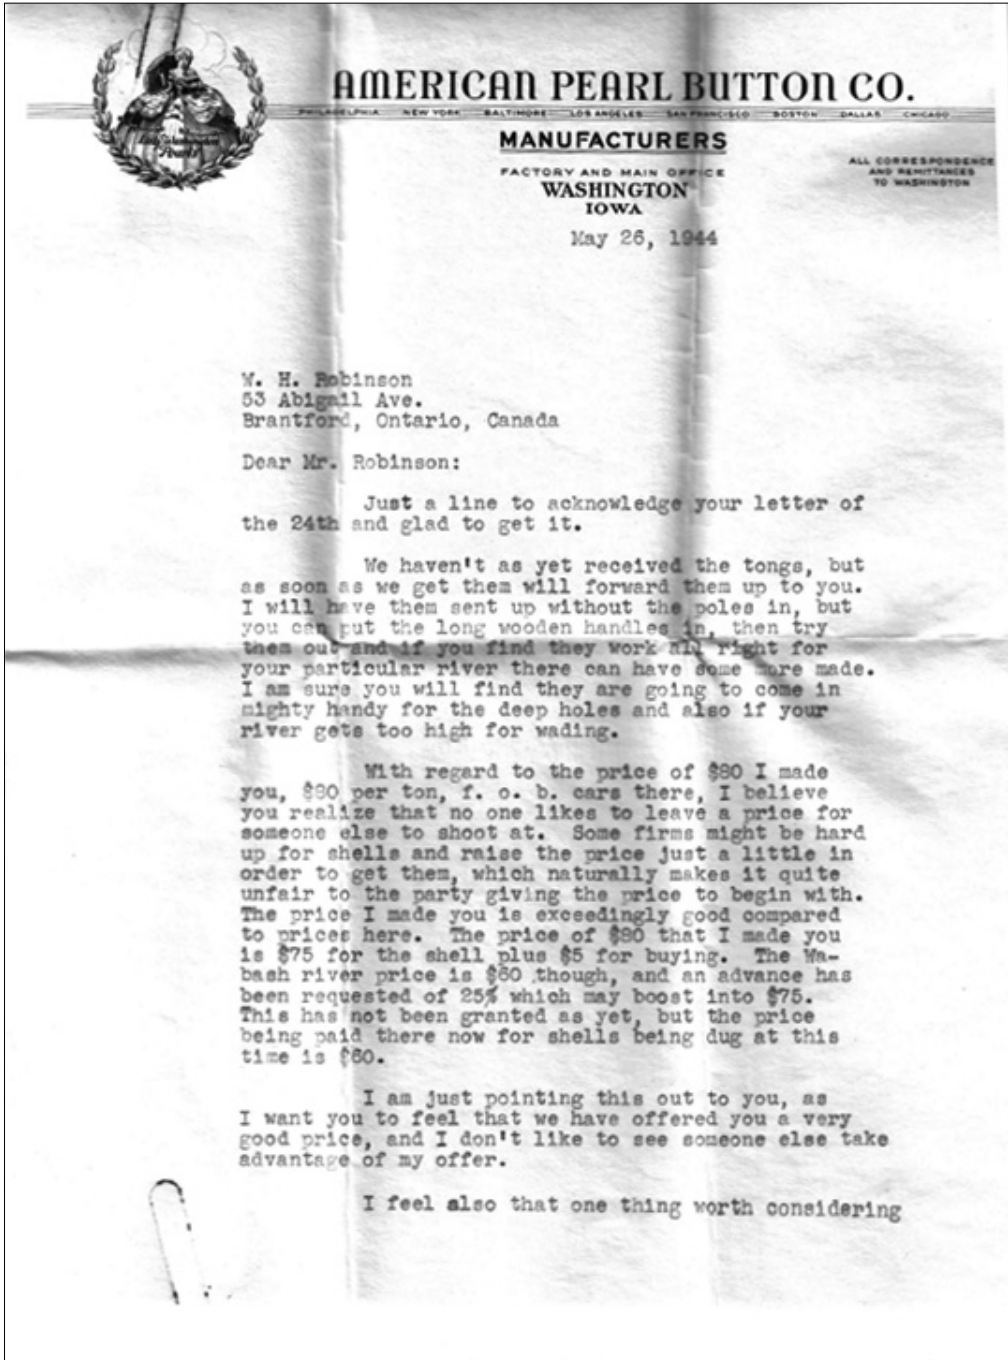 AMERICAN PEARL BUTTON CO.
PHILADELPHIA NEW YORK BALTIMORE LOS ANGELES SAN FRANCISCO BOSTON DALLAS CHICAGO
MANUFACTURERS
FACTORY AND MAIN OFFICE
WASHINGTON
IOWA
ALL CORRESPONDENCE
AND REMITTANCES
TO WASHINGTON
Lady Washington
Pearls
May 26, 1944
W. H. Robinson
53 Abigail Ave.
Brantford, Ontario, Canada
Dear Mr. Robinson:
Just a line to acknowledge your letter of
the 24th and glad to get it.
We haven't as yet received the tongs, but
as soon as we get them will forward them up to you.
I will have them sent up without the poles in, but
you can put the long wooden handles in, then try
them out and if you find they work all right for
your particular river there can have some more made.
I am sure you will find they are going to come in
mighty handy for the deep holes and also if your
river gets too high for wading.
With regard to the price of $80 I made
you, $80 per ton, f. o. b. cars there, I believe
you realize that no one likes to leave a price for
someone else to shoot at. Some firms might be hard
up for shells and raise the price just a little in
order to get them, which naturally makes it quite
unfair to the party giving the price to begin with.
The price I made you is exceedingly good compared
to prices here. The price of $80 that I made you
is $75 for the shell plus $5 for buying. The Wa-
bash river price is $60 though, and an advance has
been requested of 25% which may boost into $75.
This has not been granted as yet, but the price
being paid there now for shells being dug at this
time is $60.
I am just pointing this out to you, as
I want you to feel that we have offered you a very
good price, and I don't like to see someone else take
advantage of my offer.
I feel also that one thing worth considering